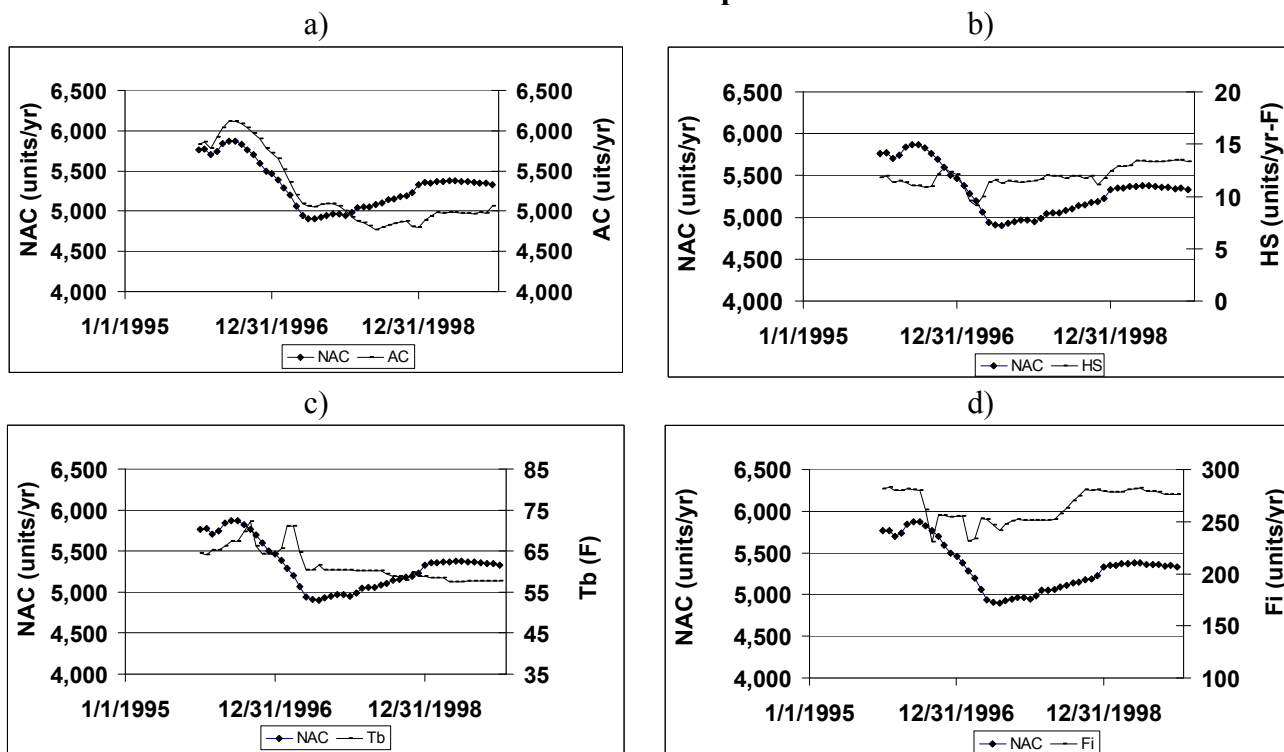 a)
NAC (units/yr)
6,500
6,000
5,500
5,000
4,500
4,000
6,500
6,000
5,500
5,000
4,500
4,000
AC (uits/yr)
1/1/1995 12/31/1996 12/31/1998
NAC AC
b)
NAC (units/yr)
6,500
6,000
5,500
5,000
4,500
4,000
20
15
10
5
0
HS (units/yr-F)
1/1/1995 12/31/1996 12/31/1998
NAC HS
c)
NAC (units/yr)
6,500
6,000
5,500
5,000
4,500
4,000
85
75
65
55
45
35
Tb (F)
1/1/1995 12/31/1996 12/31/1998
NAC Tb
d)
NAC (units/yr)
6,500
6,000
5,500
5,000
4,500
4,000
300
250
200
150
100
Fi (units/yr)
1/1/1995 12/31/1996 12/31/1998
NAC Fi